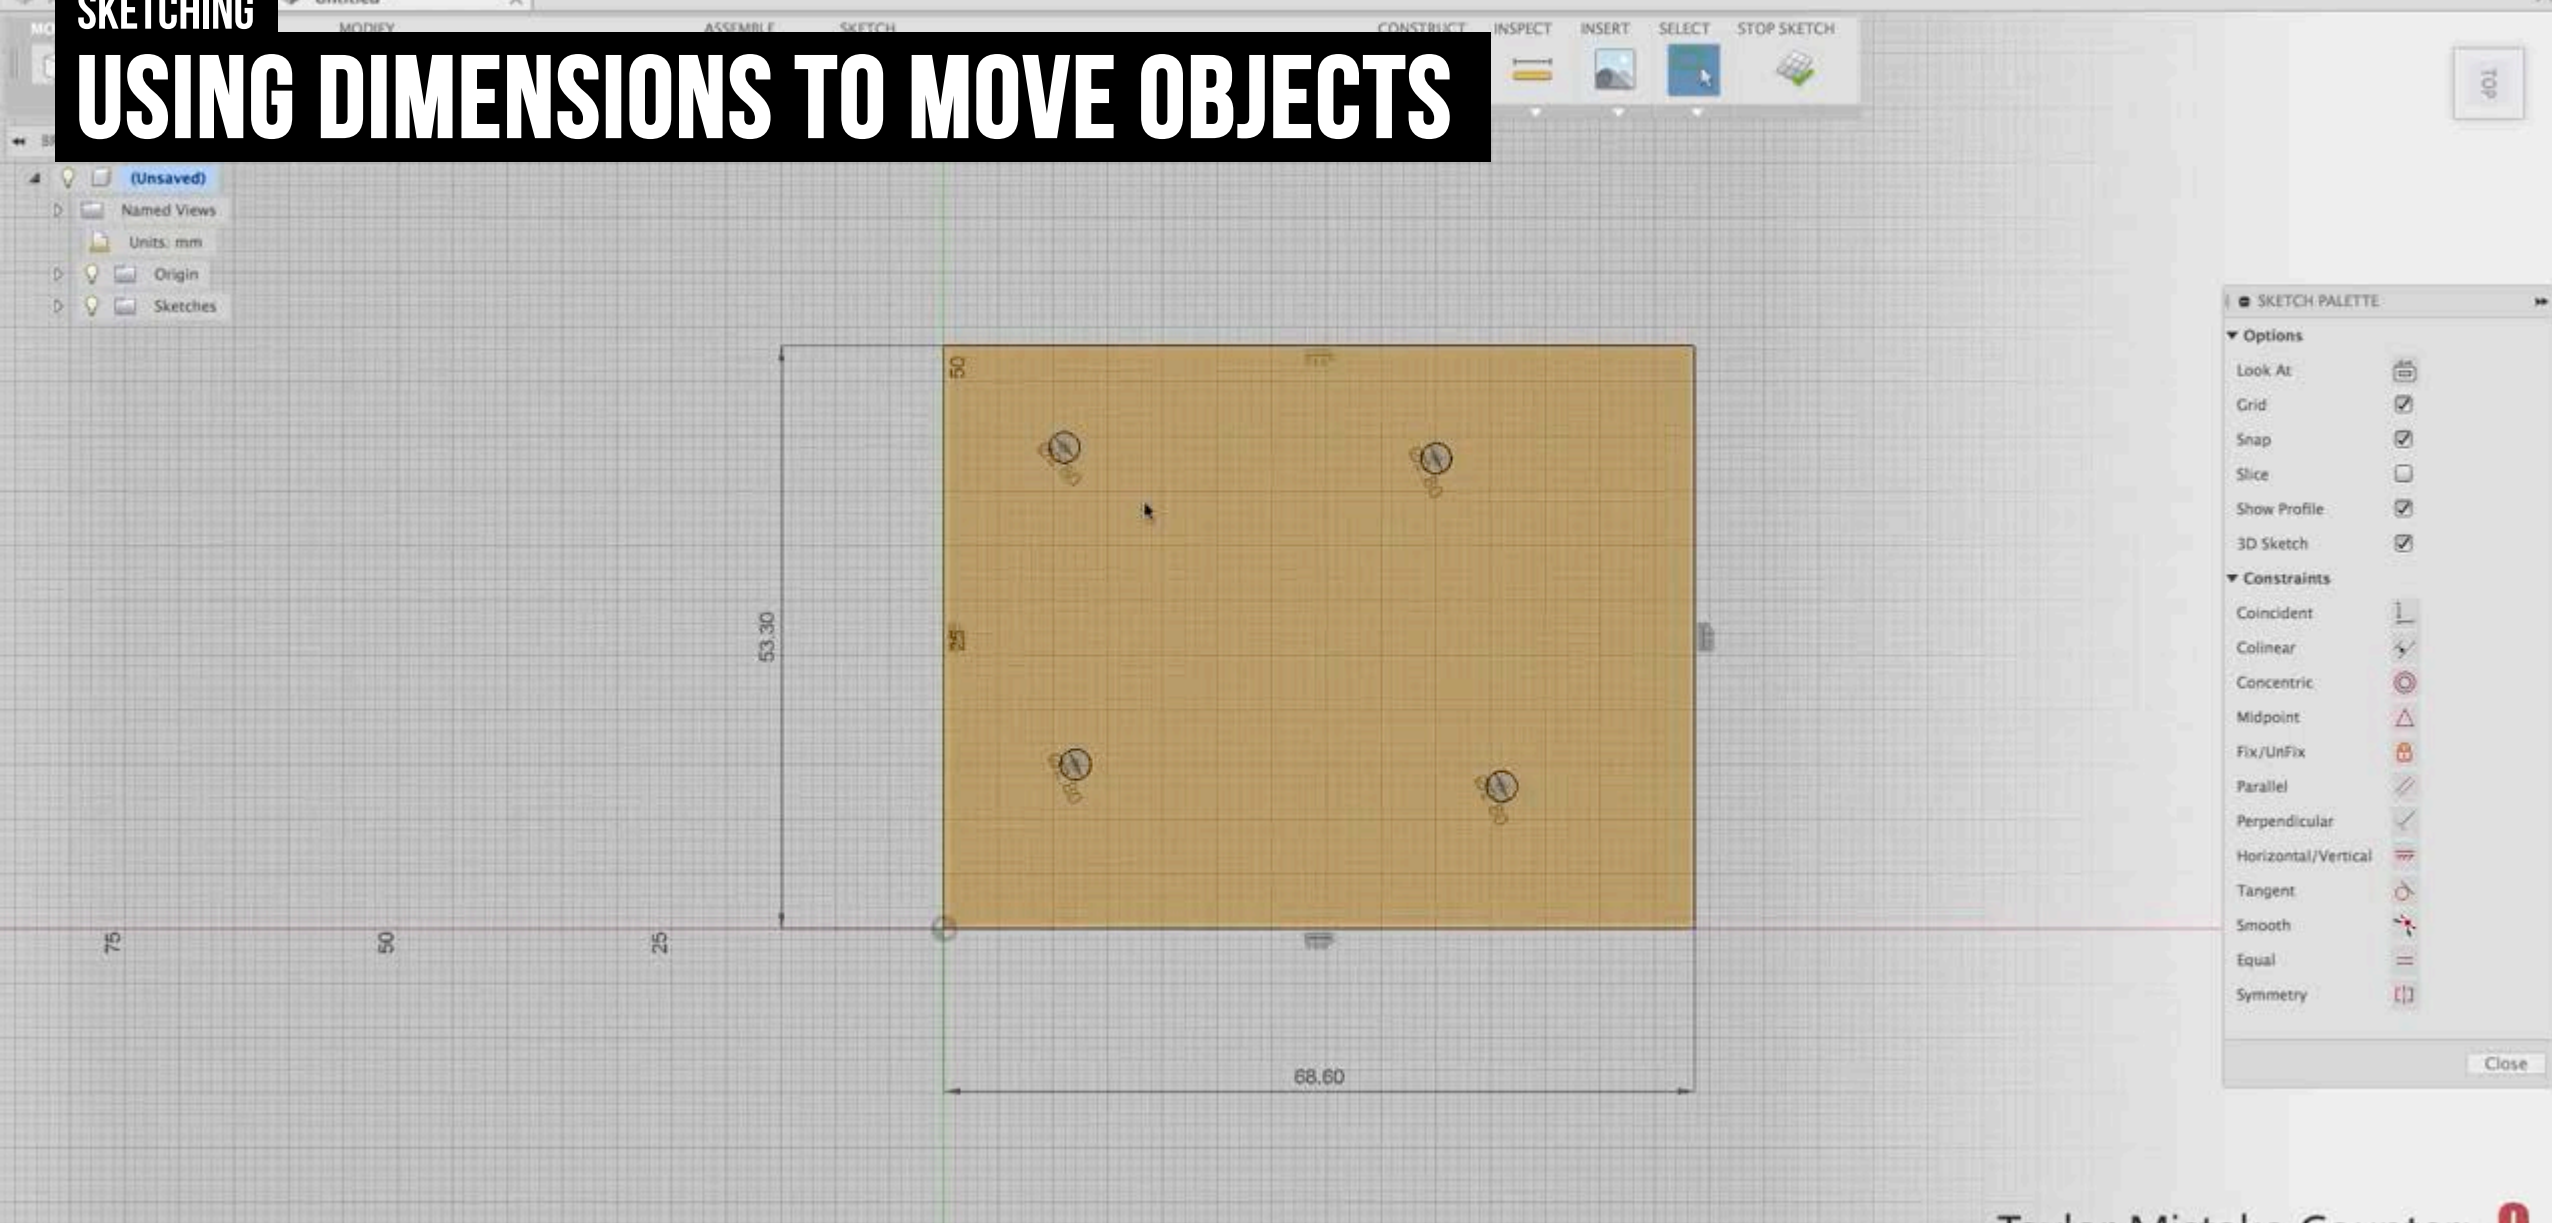 SKETCHING
USING DIMENSIONS TO MOVE OBJECTS
Untitled
MODIFY
ASSEMBLE
SKETCH
CONSTRUCT
INSPECT
INSERT
SELECT
STOP SKETCH
TOP
(Unsaved)
Named Views
Units: mm
Origin
Sketches
50
25
53.30
68.60
75
50
25
SKETCH PALETTE
Options
Look At
Grid
Snap
Slice
Show Profile
3D Sketch
Constraints
Coincident
Colinear
Concentric
Midpoint
Fix/UnFix
Parallel
Perpendicular
Horizontal/Vertical
Tangent
Smooth
Equal
Symmetry
Close